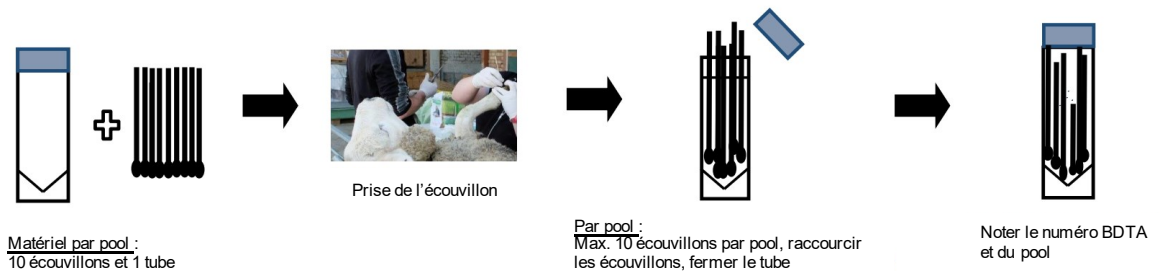 Matériel par pool :
10 écouvillons et 1 tube
Prise de l'écouvillon
Par pool :
Max. 10 écouvillons par pool, raccourcir
les écouvillons, fermer le tube
Noter le numéro BDTA
et du pool